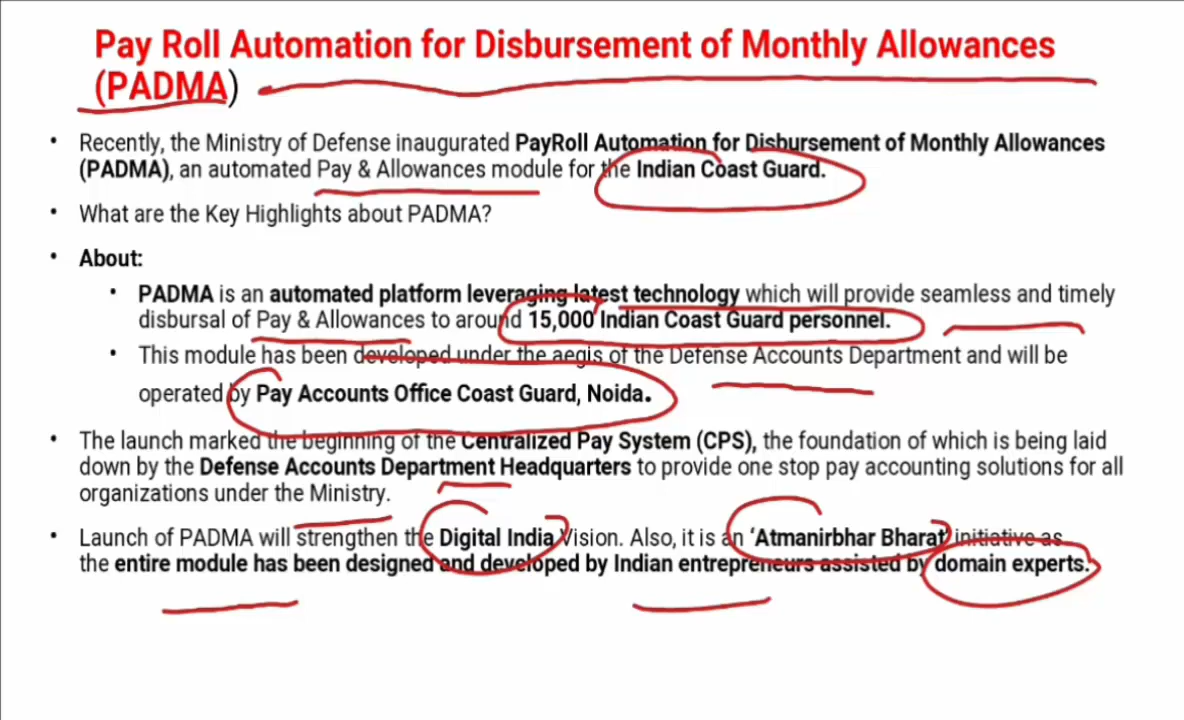 Pay Roll Automation for Disbursement of Monthly Allowances
(PADMA)
• Recently, the Ministry of Defense inaugurated PayRoll Automation for Disbursement of Monthly Allowances
(PADMA), an automated Pay & Allowances module for the Indian Coast Guard.
• What are the Key Highlights about PADMA?
• About:
• PADMA is an automated platform leveraging latest technology which will provide seamless and timely
disbursal of Pay & Allowances to around 15,000 Indian Coast Guard personnel.
• This module has been developed under the aegis of the Defense Accounts Department and will be
operated by Pay Accounts Office Coast Guard, Noida.
• The launch marked the beginning of the Centralized Pay System (CPS), the foundation of which is being laid
down by the Defense Accounts Department Headquarters to provide one stop pay accounting solutions for all
organizations under the Ministry.
• Launch of PADMA will strengthen the Digital India Vision. Also, it is an ‘Atmanirbhar Bharat’ initiative as
the entire module has been designed and developed by Indian entrepreneurs assisted by domain experts.